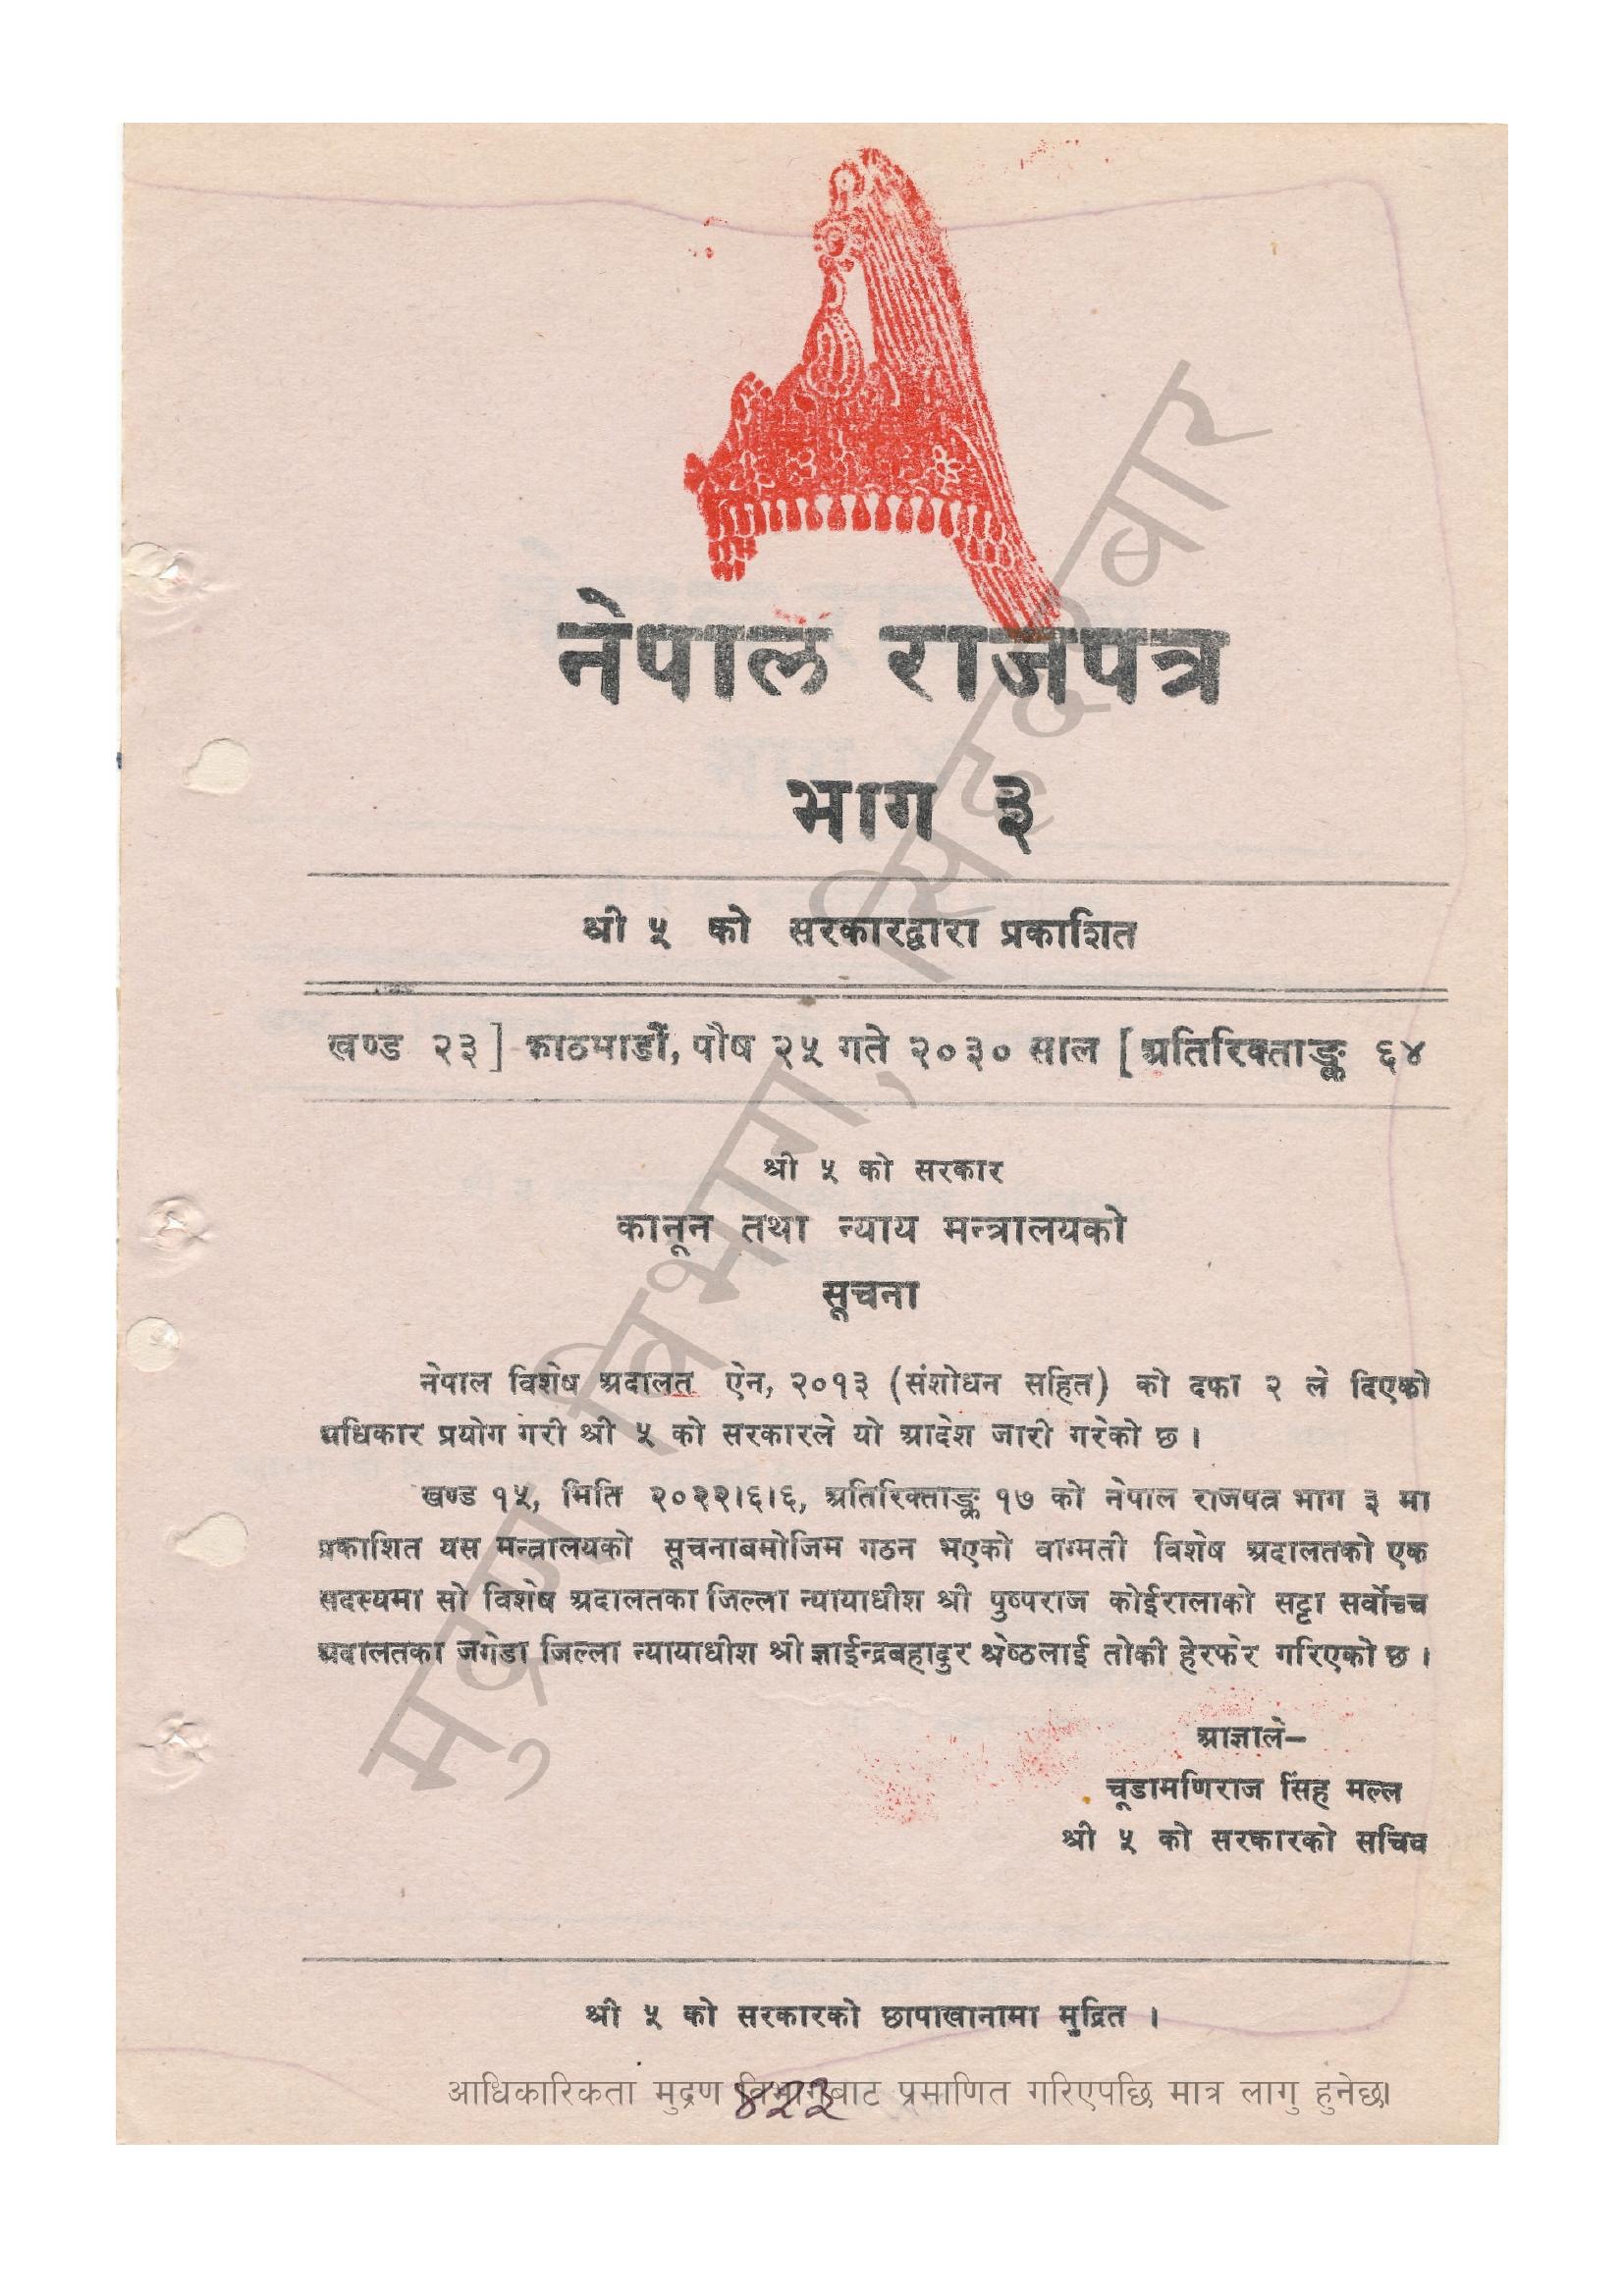 नेपाल राजपत्र
भाग ३
श्री ५ को सरकारद्वारा प्रकाशित
खण्ड २३] काठमाडौं, पौष २५ गते २०३० साल [अतिरिक्ताङ्क ६४
श्री ५ को सरकार
कानून तथा न्याय मन्त्रालयको
सूचना
नेपाल विशेष अदालत ऐन, २०१३ (संशोधन सहित) को दफा २ ले दिएको
अधिकार प्रयोग गरी श्री ५ को सरकारले यो आदेश जारी गरेको छ ।
खण्ड १५, मिति २०२२।६।६, अतिरिक्ताङ्क १७ को नेपाल राजपत्र भाग ३ मा
प्रकाशित यस मन्त्रालयको सूचनाबमोजिम गठन भएको वाग्मती विशेष अदालतको एक
सदस्यमा सो विशेष अदालतका जिल्ला न्यायाधीश श्री पुष्पराज कोईरालाको सट्टा सर्वोच्च
अदालतका जगेडा जिल्ला न्यायाधीश श्री ज्ञाईन्द्रबहादुर श्रेष्ठलाई तोकी हेरफेर गरिएको छ ।
आज्ञाले–
चूडामणिराज सिंह मल्ल
श्री ५ को सरकारको सचिव
श्री ५ को सरकारको छापाखानामा मुद्रित ।
आधिकारिकता मुद्रण विभागबाट प्रमाणित गरिएपछि मात्र लागु हुनेछ।
मुद्रण विभाग, सिंहदरबार